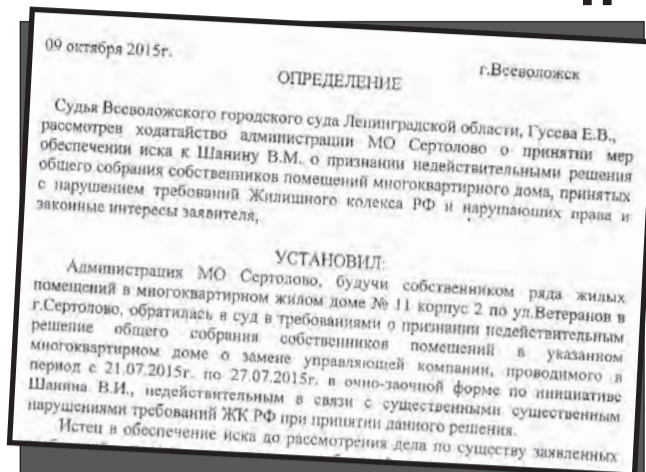 09 октября 2015г.
г.Всеволожск
ОПРЕДЕЛЕНИЕ
Судья Всеволожского городского суда Ленинградской области, Гусева Е.В.,
рассмотрев ходатайство администрации МО Сертолово о принятии мер
обеспечении иска к Шанину В.М. о признании недействительными решения
общего собрания собственников помещений многоквартирного дома, принятых
с нарушением требований Жилишного колекса РФ и нарушающих права и
законные интересы заявителя,
УСТАНОВИЛ:
Администрация МО Сертолово, будучи собственником ряда жилых
помещений в многоквартирном жилом доме № 11 корпус 2 по ул.Ветеранов в
г.Сертолово, обратилась в суд в требованиями о признании недействительным
решение общего собрания собственников помещений в указанном
многоквартирном доме о замене управляющей компании, проводимого в
период с 21.07.2015г. по 27.07.2015г. в очно-заочной форме по инициативе
Шанина В.И., недействительным в связи с существенными существенным
нарушениями требований ЖК РФ при принятии данного решения.
Истец в обеспечение иска до рассмотрения дела по существу заявленных